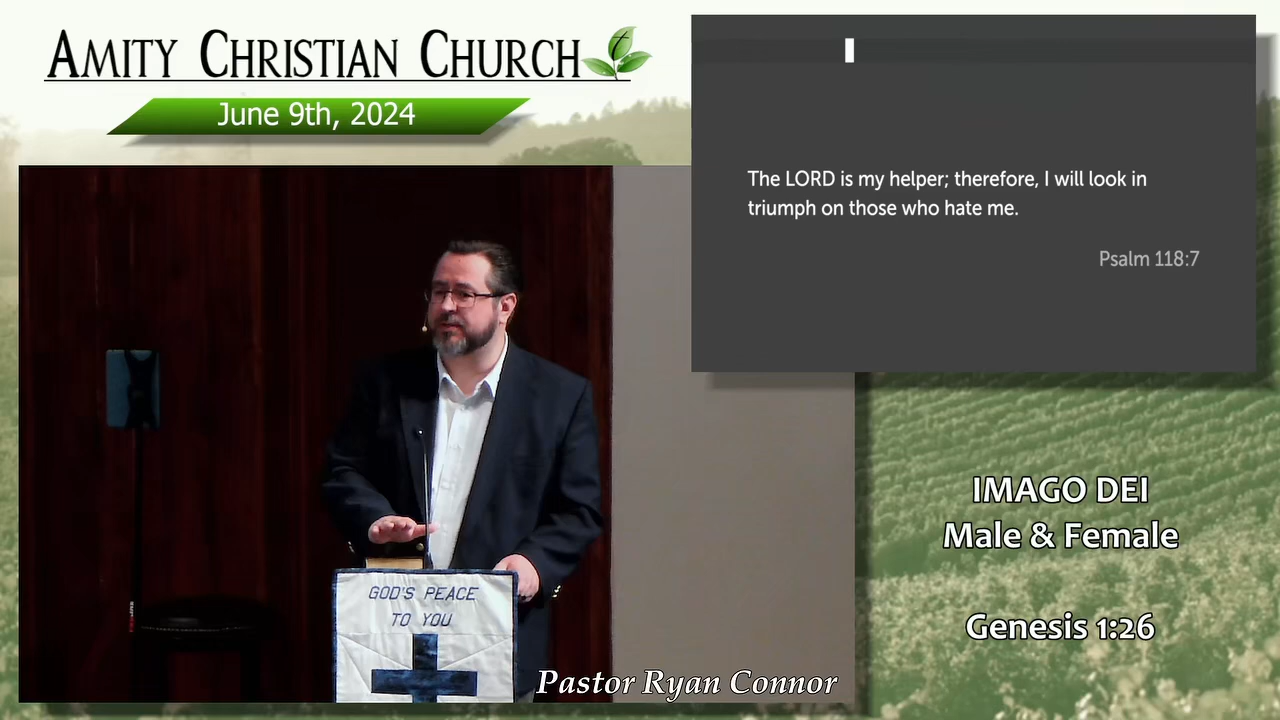 AMITY CHRISTIAN CHURCH
June 9th, 2024
The LORD is my helper; therefore, I will look in
triumph on those who hate me.
Psalm 118:7
GOD'S PEACE
TO YOU
Pastor Ryan Connor
IMAGO DEI
Male & Female
Genesis 1:26